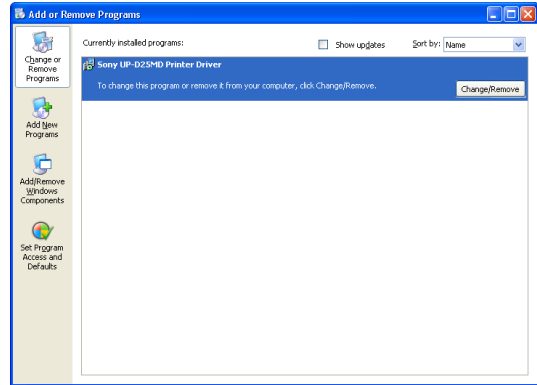 Add or Remove Programs
Change or
Remove
Programs
Currently installed programs:
Show updates
Sort by: Name
Sony UP-D25MD Printer Driver
To change this program or remove it from your computer, click Change/Remove.
Change/Remove
Add New
Programs
Add/Remove
Windows
Components
Set Program
Access and
Defaults